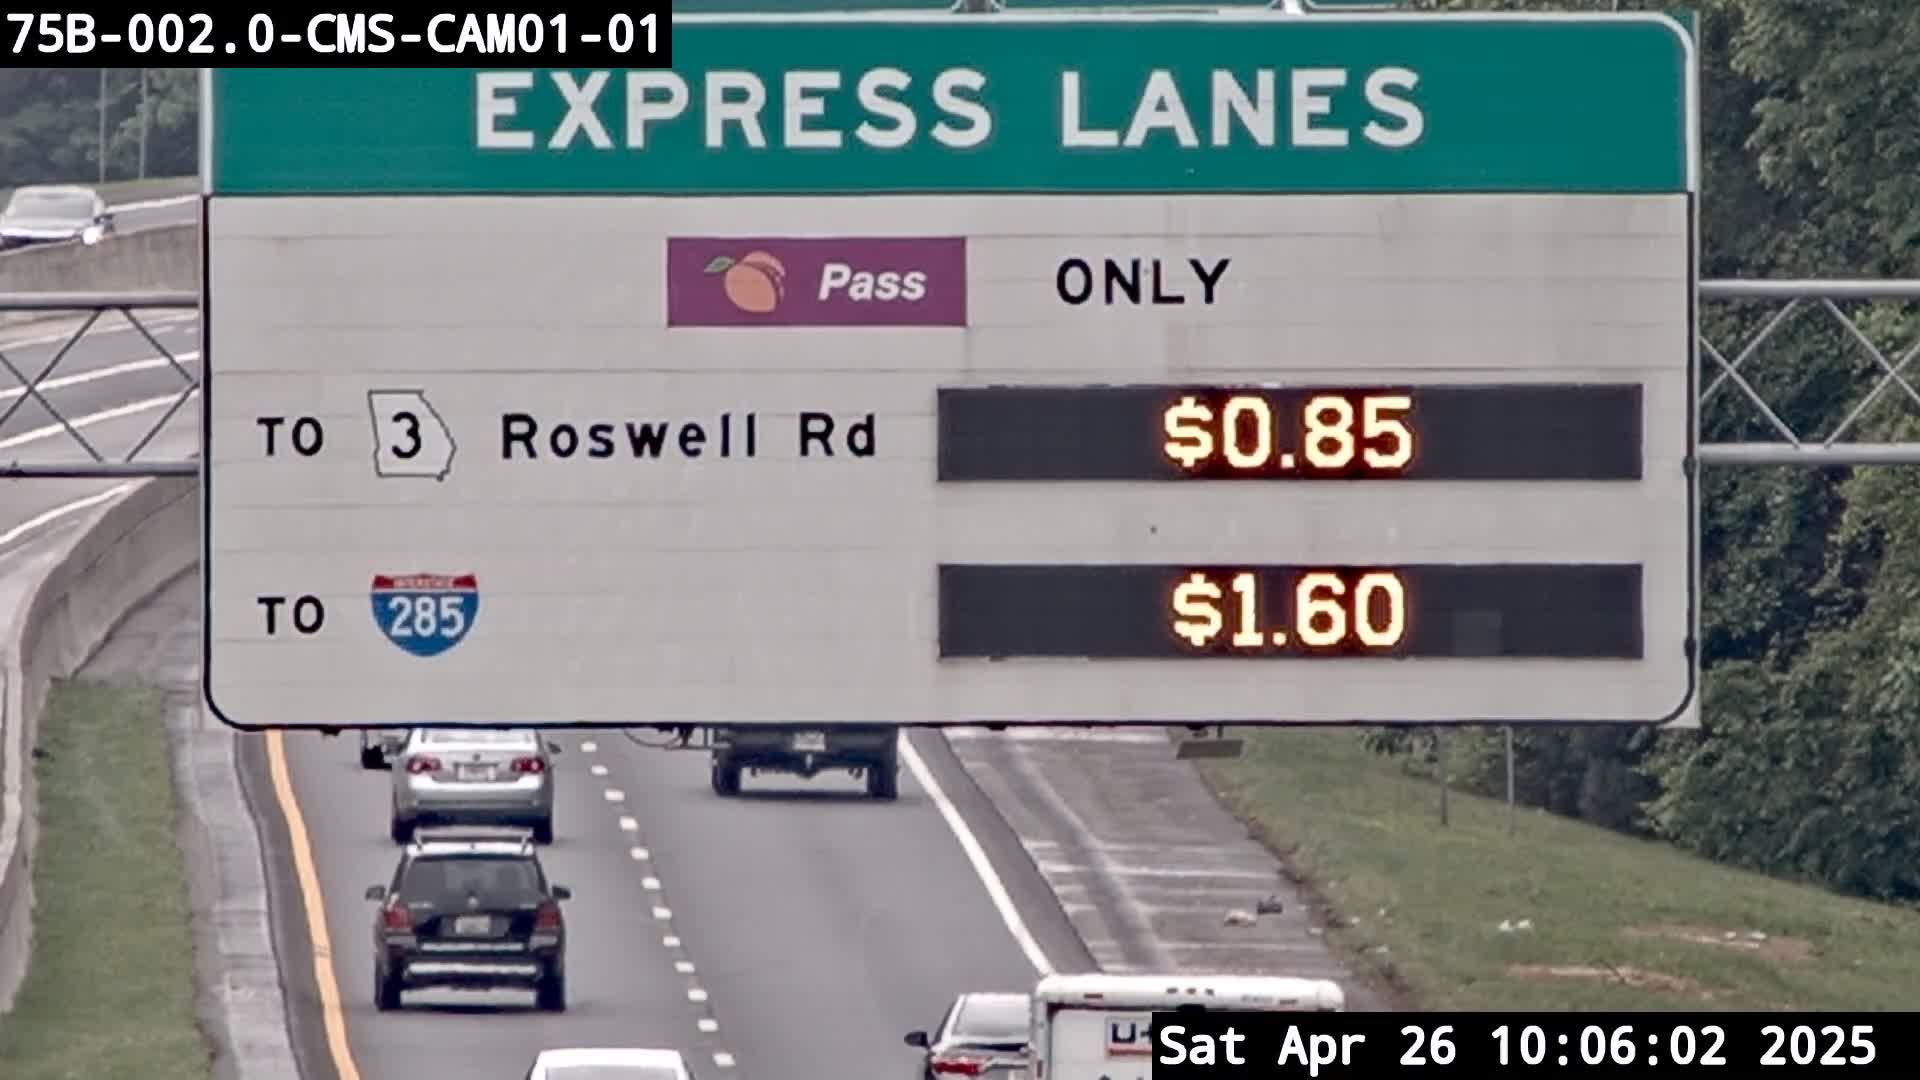 75B-002.0-CMS-CAM01-01
EXPRESS LANES
Pass ONLY
TO 3 Roswell Rd $0.85
TO INTERSTATE 285 $1.60
U-
Sat Apr 26 10:06:02 2025